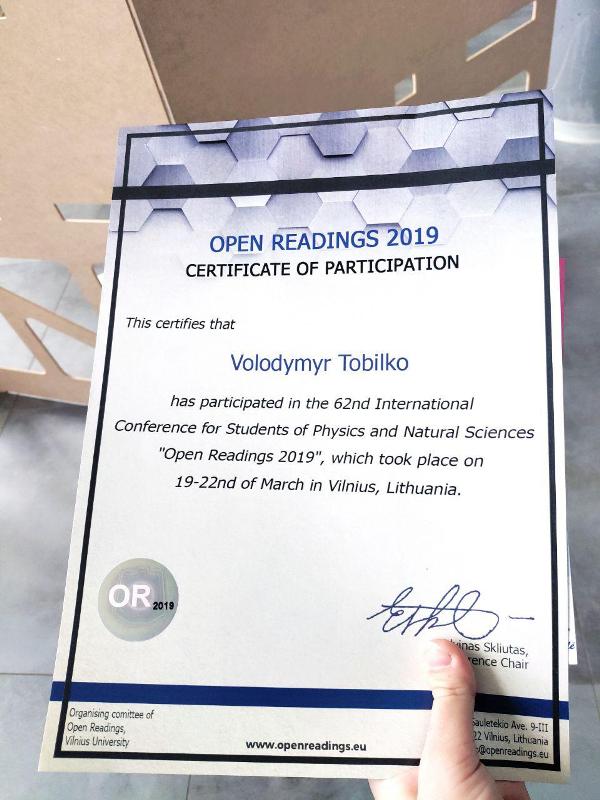 OPEN READINGS 2019
CERTIFICATE OF PARTICIPATION
This certifies that
Volodymyr Tobilko
has participated in the 62nd International
Conference for Students of Physics and Natural Sciences
"Open Readings 2019", which took place on
19-22nd of March in Vilnius, Lithuania.
OR 2019
Skliutas,
Chair
Organising comittee of
Open Readings,
Vilnius University
www.openreadings.eu
Sauletekio Ave. 9-III
Vilnius, Lithuania
@openreadings.eu